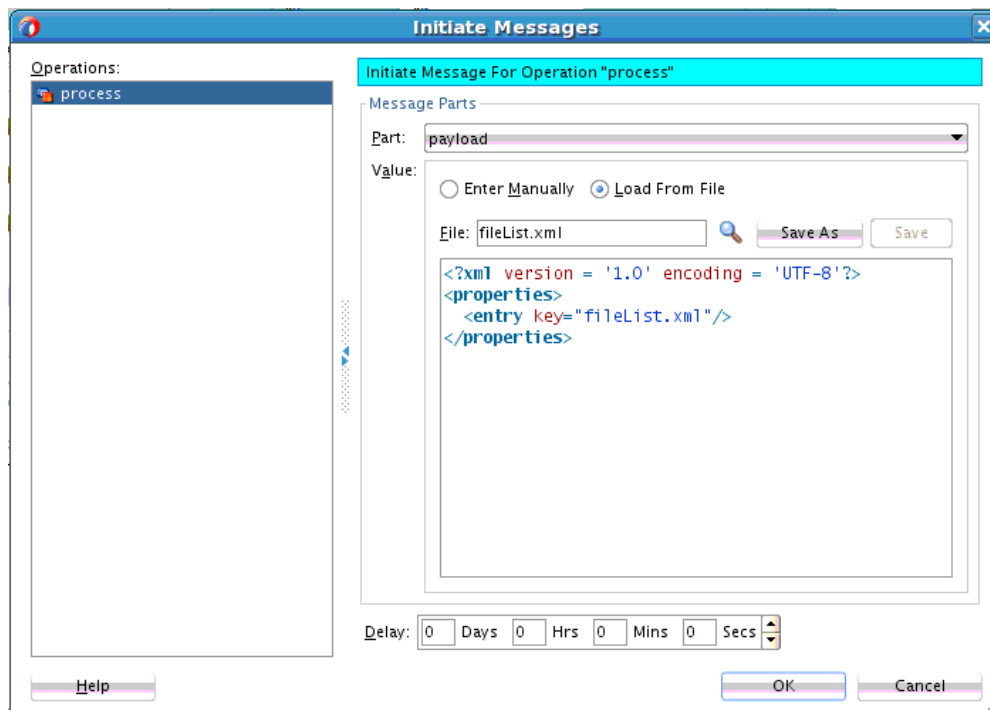 Initiate Messages
Operations:
process
Initiate Message For Operation "process"
Message Parts
Part: payload
Value:
Enter Manually Load From File
File: fileList.xml Save As Save
<?xml version = '1.0' encoding = 'UTF-8'?>
<properties>
<entry key="fileList.xml"/>
</properties>
Delay: 0 Days 0 Hrs 0 Mins 0 Secs
Help OK Cancel